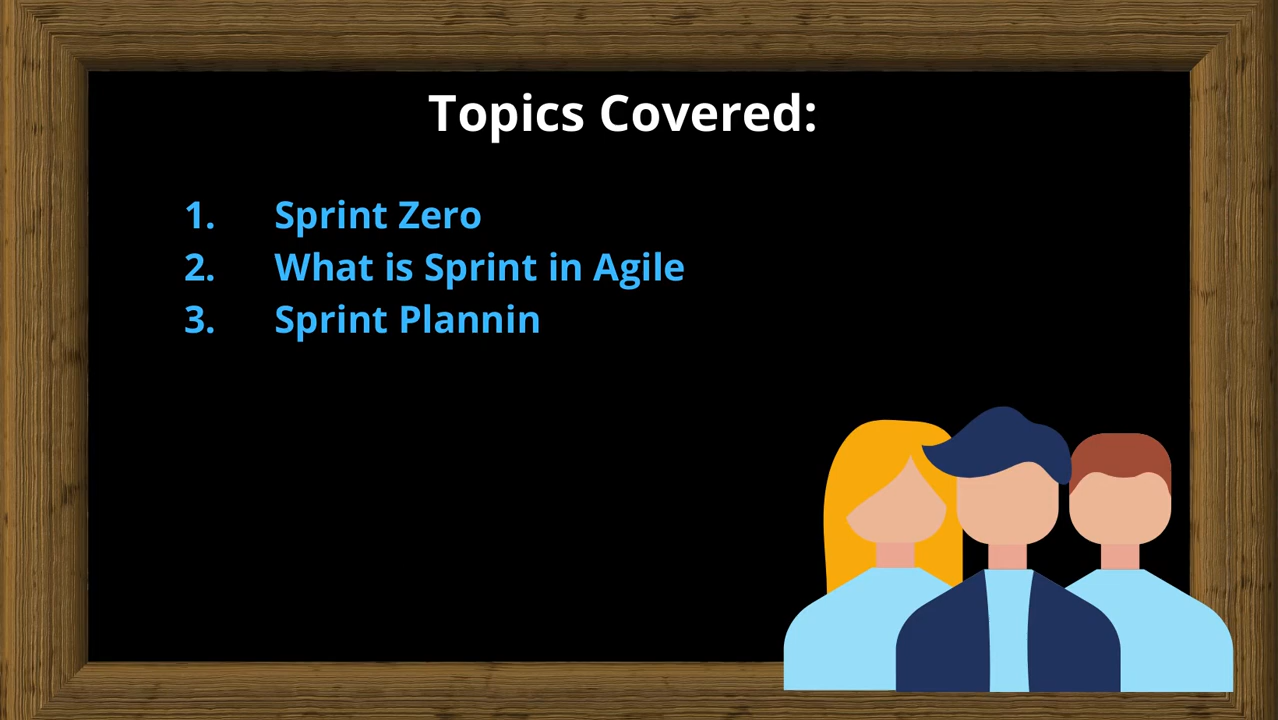 Topics Covered:
1. Sprint Zero
2. What is Sprint in Agile
3. Sprint Plannin